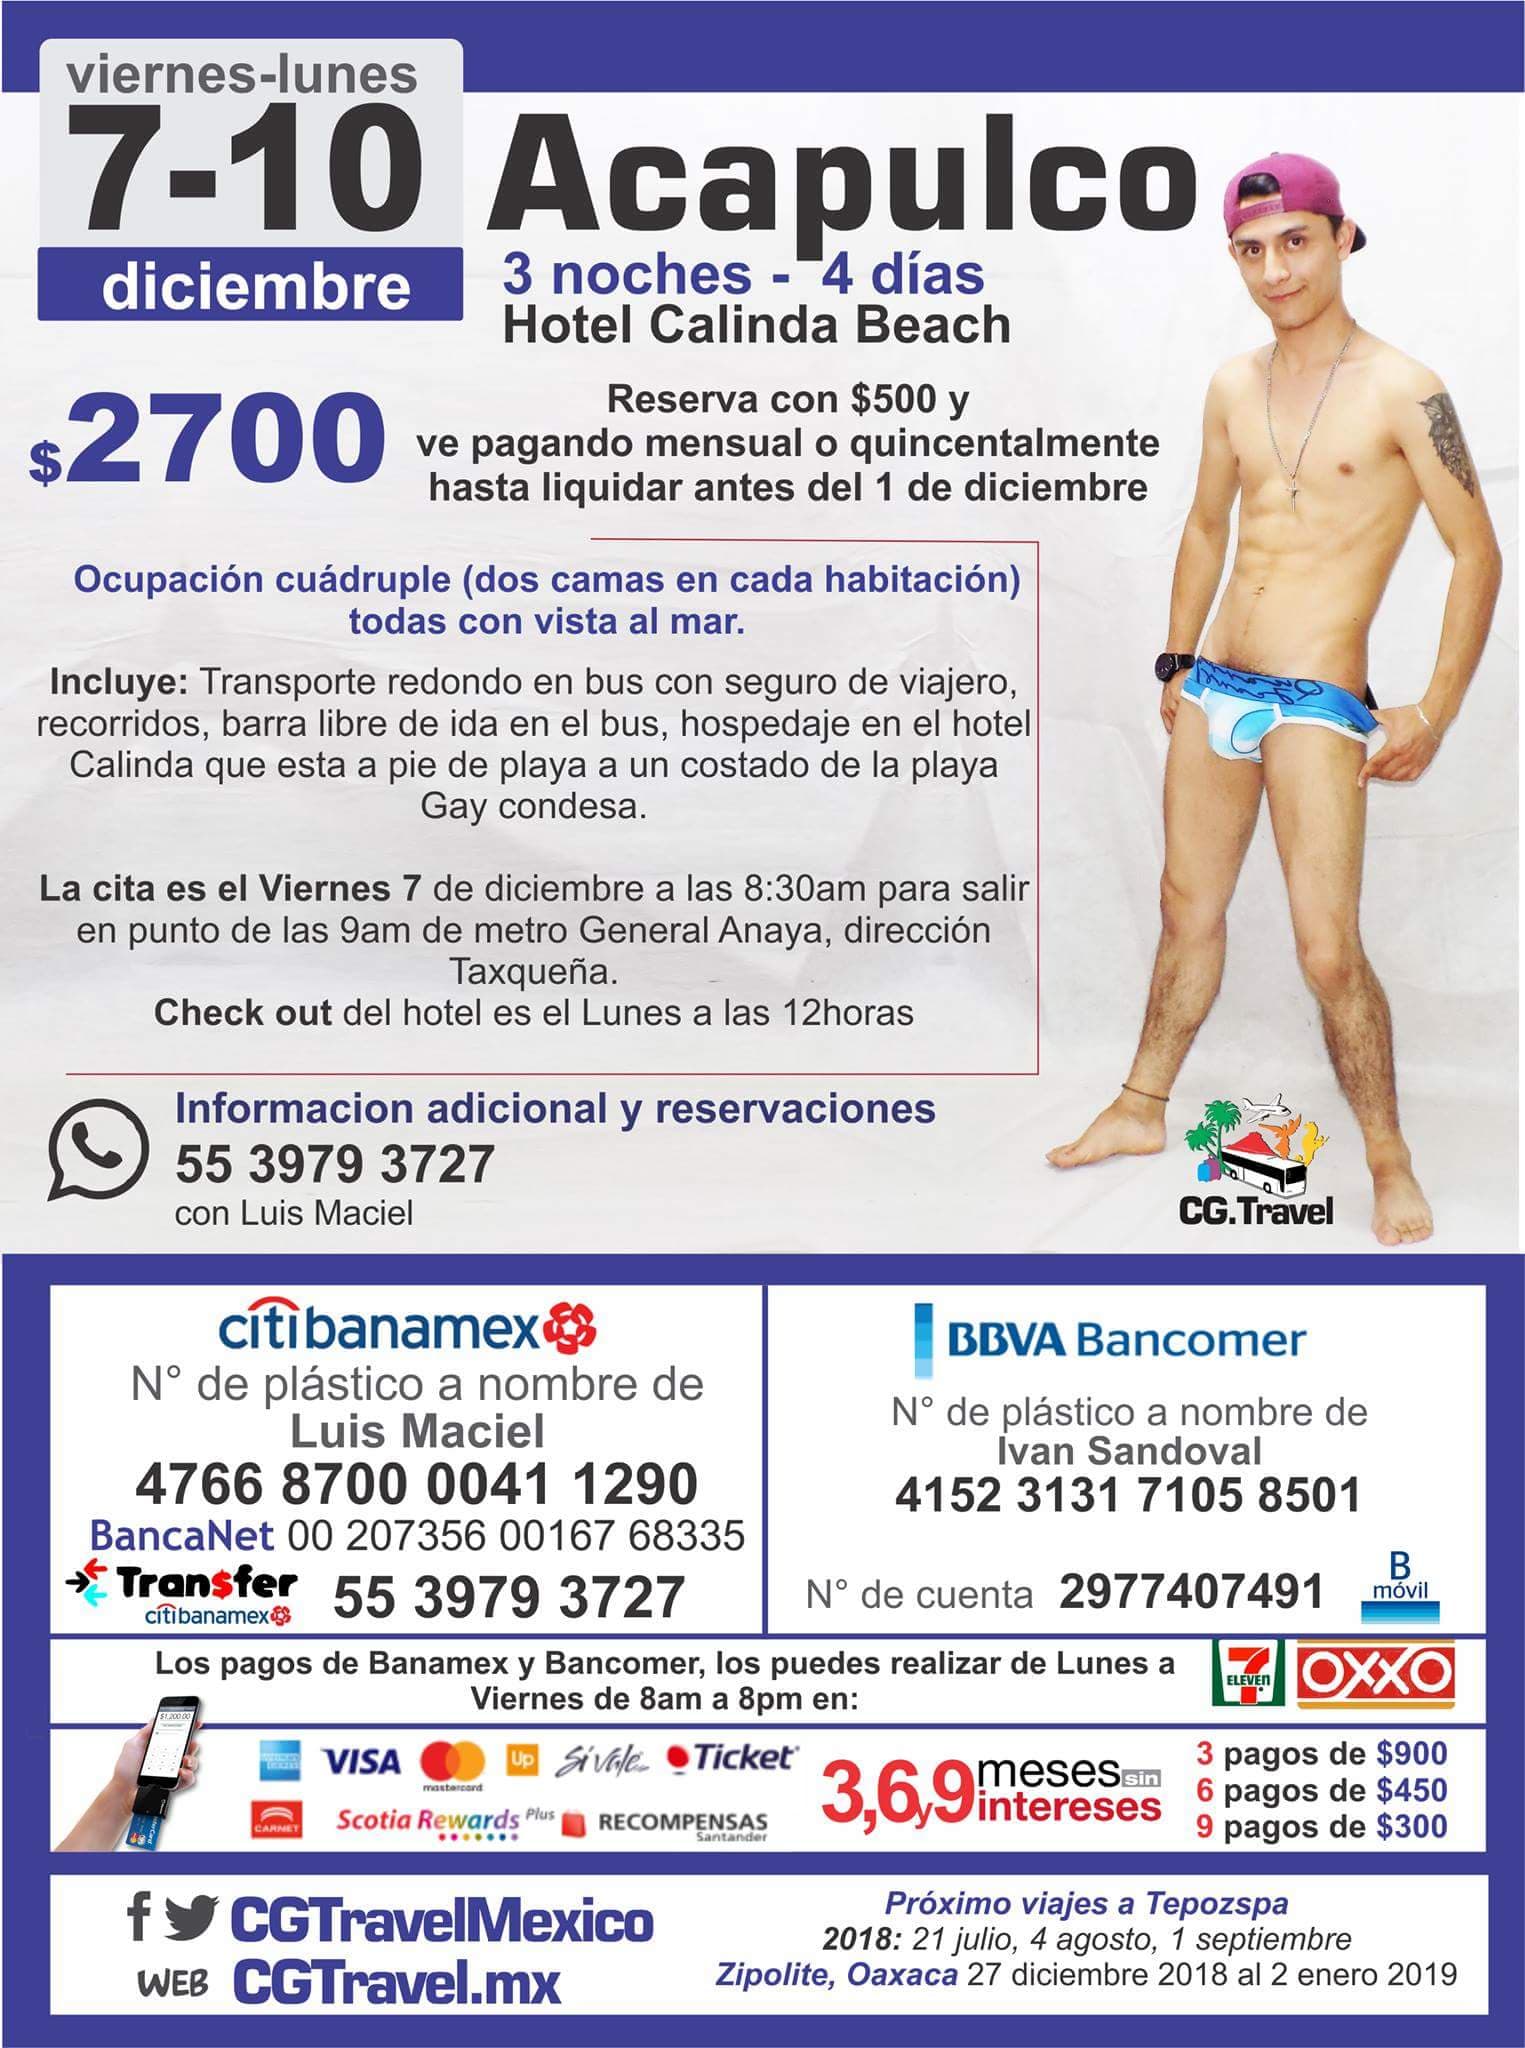 viernes-lunes
7-10
diciembre
Acapulco
3 noches - 4 días
Hotel Calinda Beach
$2700
Reserva con $500 y
ve pagando mensual o quincentalmente
hasta liquidar antes del 1 de diciembre
Ocupación cuádruple (dos camas en cada habitación)
todas con vista al mar.
Incluye: Transporte redondo en bus con seguro de viajero,
recorridos, barra libre de ida en el bus, hospedaje en el hotel
Calinda que esta a pie de playa a un costado de la playa
Gay condesa.
La cita es el Viernes 7 de diciembre a las 8:30am para salir
en punto de las 9am de metro General Anaya, dirección
Taxqueña.
Check out del hotel es el Lunes a las 12horas
Informacion adicional y reservaciones
55 3979 3727
con Luis Maciel
CG.Travel
citibanamex
N° de plástico a nombre de
Luis Maciel
4766 8700 0041 1290
BancaNet 00 207356 00167 68335
Transfer
citibanamex
55 3979 3727
BBVA Bancomer
N° de plástico a nombre de
Ivan Sandoval
4152 3131 7105 8501
N° de cuenta 2977407491
B
móvil
Los pagos de Banamex y Bancomer, los puedes realizar de Lunes a
Viernes de 8am a 8pm en:
7 ELEVEN
OXXO
$1,200.00
VISA
mastercard
Up
Sí Vale
Ticket
CARNET
Scotia Rewards Plus
RECOMPENSAS
Santander
3,6y9 meses sin
intereses
3 pagos de $900
6 pagos de $450
9 pagos de $300
CGTravelMexico
WEB CGTravel.mx
Próximo viajes a Tepozspa
2018: 21 julio, 4 agosto, 1 septiembre
Zipolite, Oaxaca 27 diciembre 2018 al 2 enero 2019